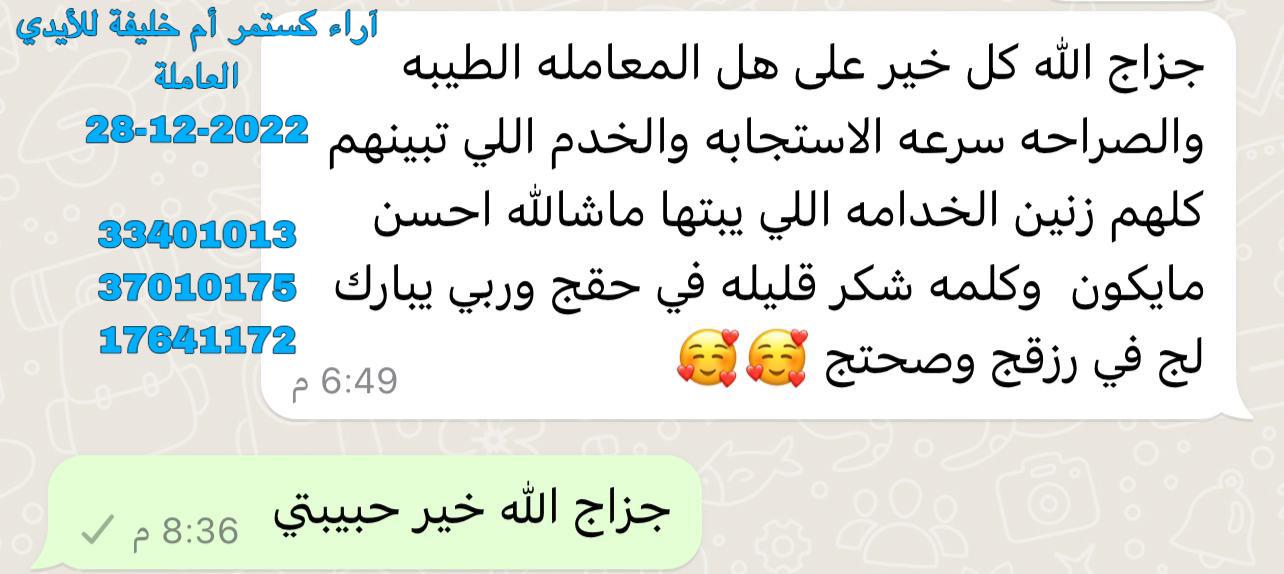 آراء كستمر أم خليفة للأيدي
العاملة
28-12-2022
33401013
37010175
17641172
جزاج الله كل خير على هل المعامله الطيبه
والصراحه سرعه الاستجابه والخدم اللي تبينهم
كلهم زنين الخدامه اللي يبتها ماشالله احسن
مايكون وكلمه شكر قليله في حقج وربي يبارك
لج في رزقج وصحتج 🥰🥰
6:49 م
جزاج الله خير حبيبتي
8:36 م